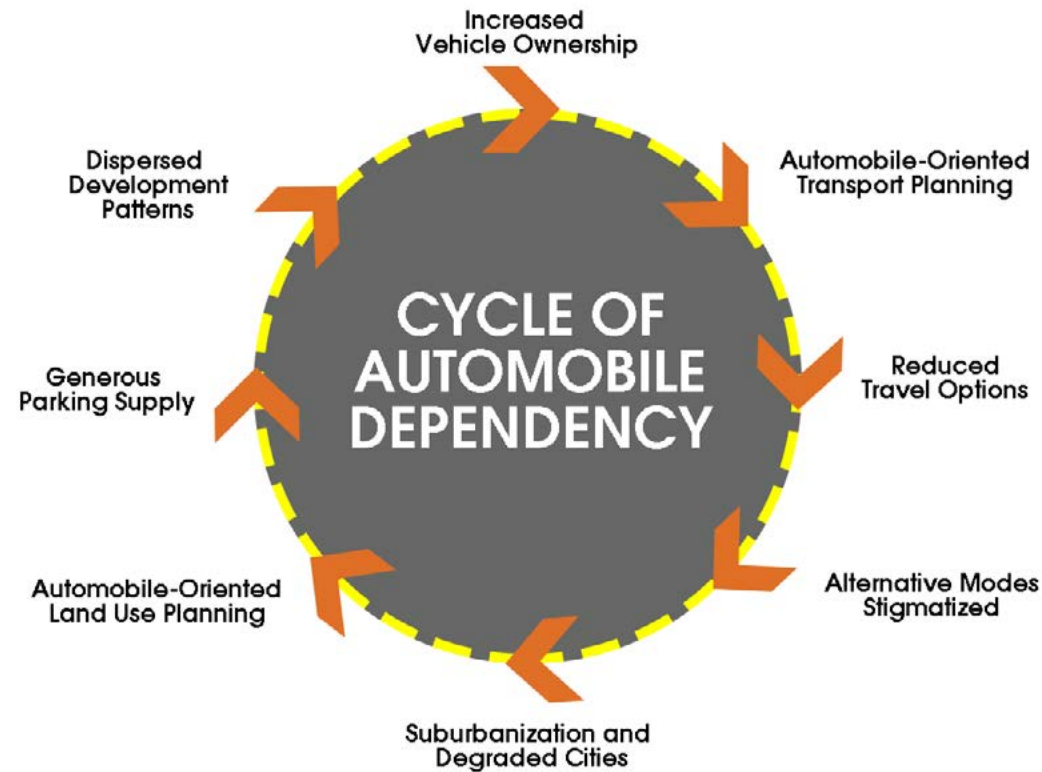 Increased
Vehicle Ownership
Automobile-Oriented
Transport Planning
Reduced
Travel Options
Alternative Modes
Stigmatized
Suburbanization and
Degraded Cities
Automobile-Oriented
Land Use Planning
Generous
Parking Supply
Dispersed
Development
Patterns
CYCLE OF
AUTOMOBILE
DEPENDENCY